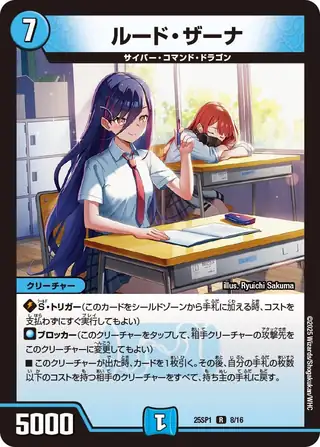 7
ルード・ザーナ
サイバー・コマンド・ドラゴン
illus. Ryuichi Sakuma
クリーチャー
S・トリガー(このカードをシールドゾーンから手札に加える時、コストを
支払わずにすぐ実行してもよい)
ブロッカー(このクリーチャーをタップして、相手クリーチャーの攻撃先を
このクリーチャーに変更してもよい)
■このクリーチャーが出た時、カードを1枚引く。その後、自分の手札の枚数
以下のコストを持つ相手クリーチャーをすべて、持ち主の手札に戻す。
©2025 Wizards/Shogakukan/WHC
5000
25SP1 R 8/16